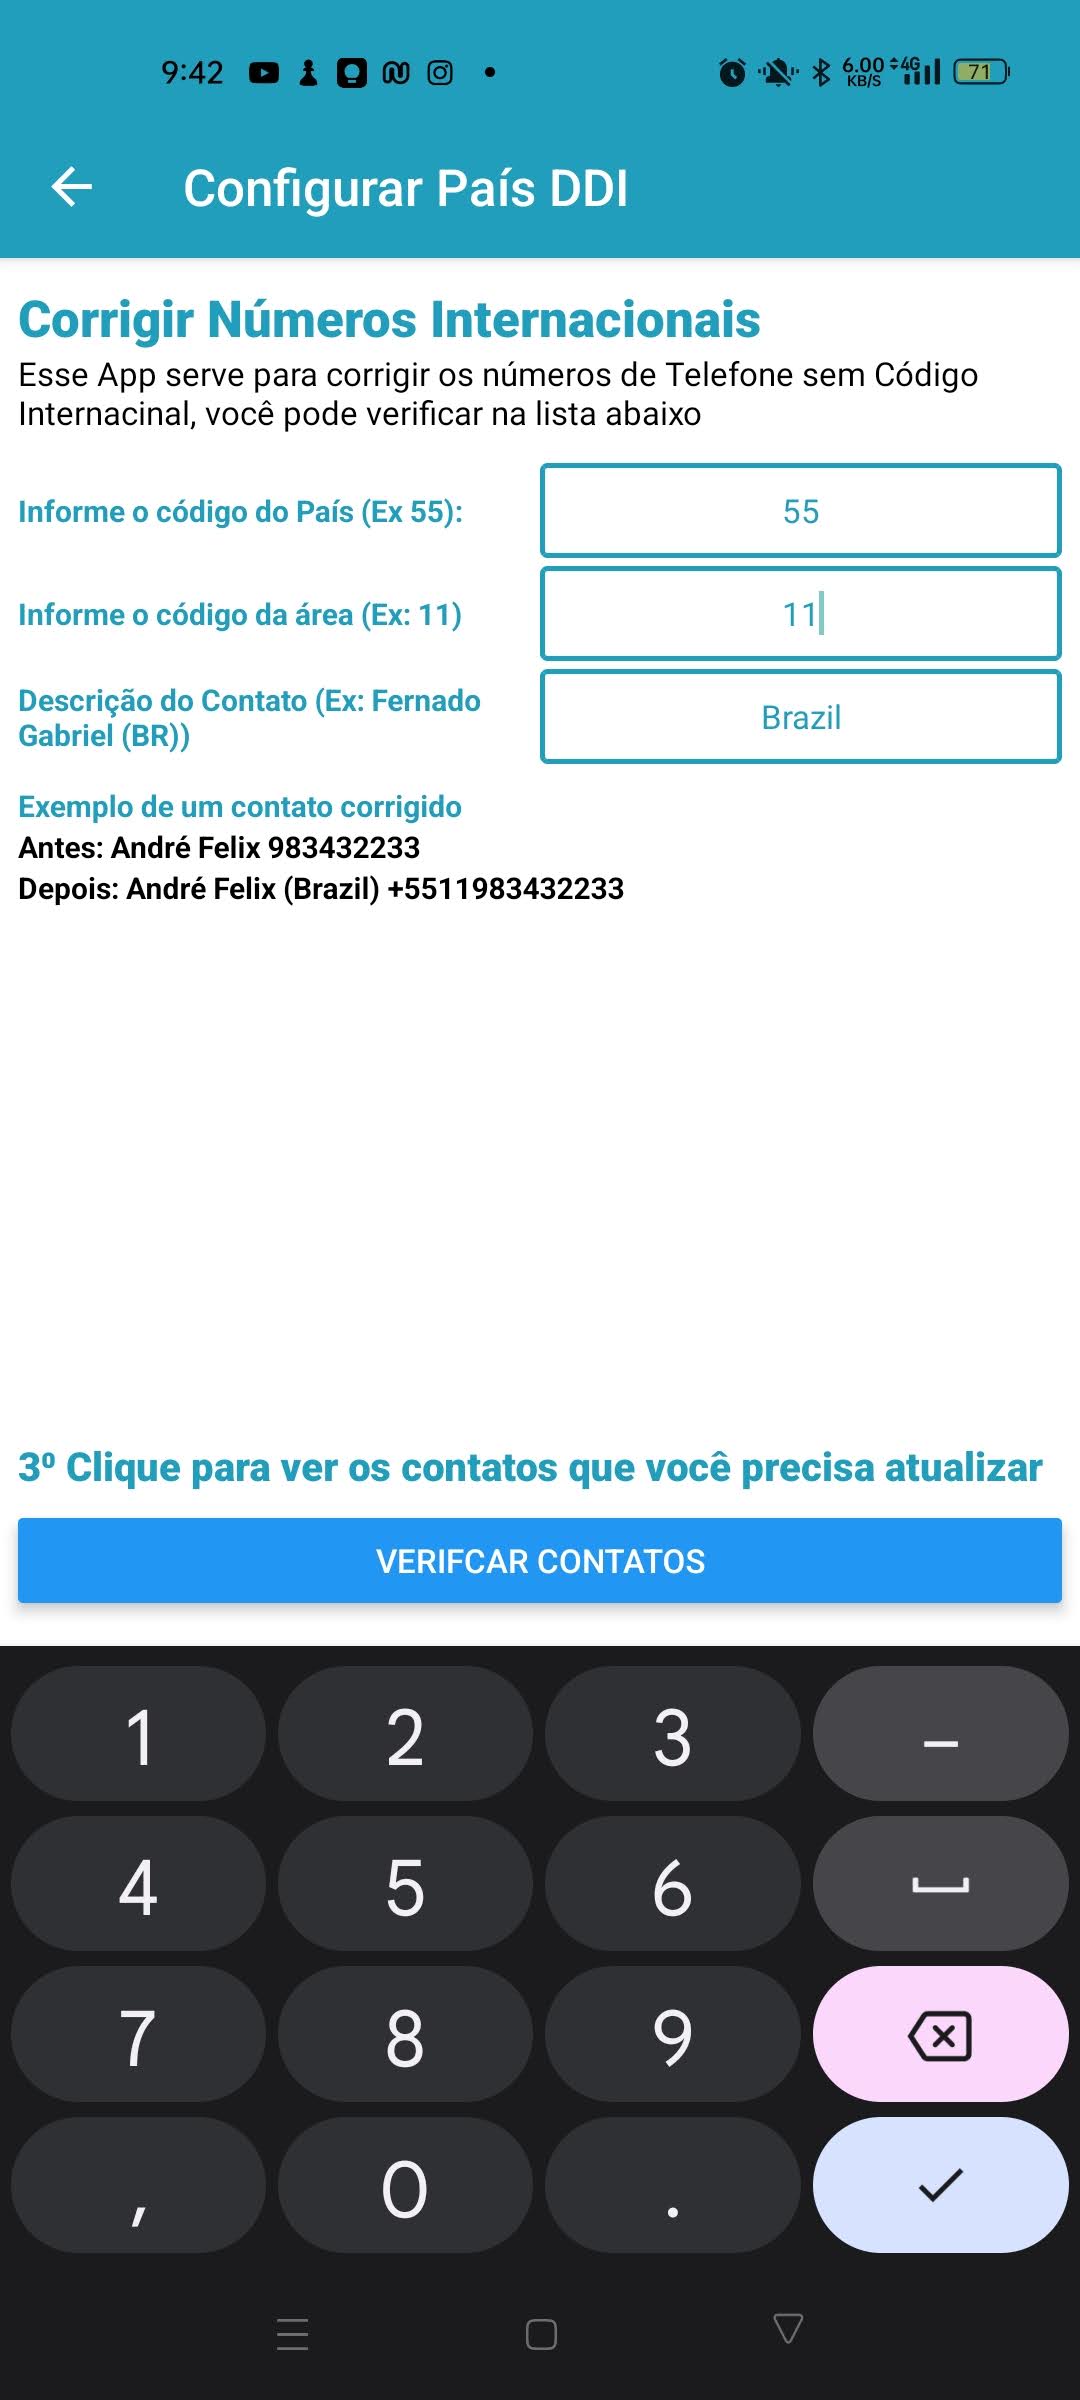 9:42 6.00 KB/S 4G 71
Configurar País DDI
Corrigir Números Internacionais
Esse App serve para corrigir os números de Telefone sem Código
Internacinal, você pode verificar na lista abaixo
Informe o código do País (Ex 55): 55
Informe o código da área (Ex: 11) 11
Descrição do Contato (Ex: Fernado
Gabriel (BR)) Brazil
Exemplo de um contato corrigido
Antes: André Felix 983432233
Depois: André Felix (Brazil) +5511983432233
3º Clique para ver os contatos que você precisa atualizar
VERIFCAR CONTATOS
1 2 3 –
4 5 6
7 8 9
, 0 .